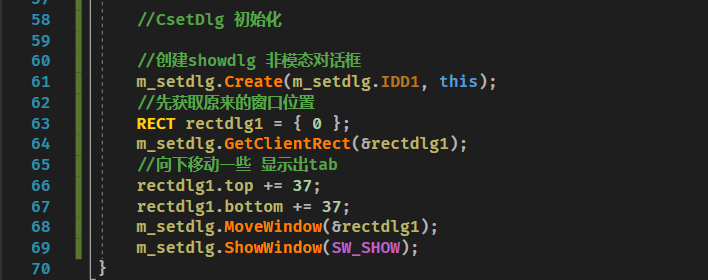 58 //CsetDlg 初始化
59
60 //创建showdlg 非模态对话框
61 m_setdlg.Create(m_setdlg.IDD1, this);
62 //先获取原来的窗口位置
63 RECT rectdlg1 = { 0 };
64 m_setdlg.GetClientRect(&rectdlg1);
65 //向下移动一些 显示出tab
66 rectdlg1.top += 37;
67 rectdlg1.bottom += 37;
68 m_setdlg.MoveWindow(&rectdlg1);
69 m_setdlg.ShowWindow(SW_SHOW);
70 }